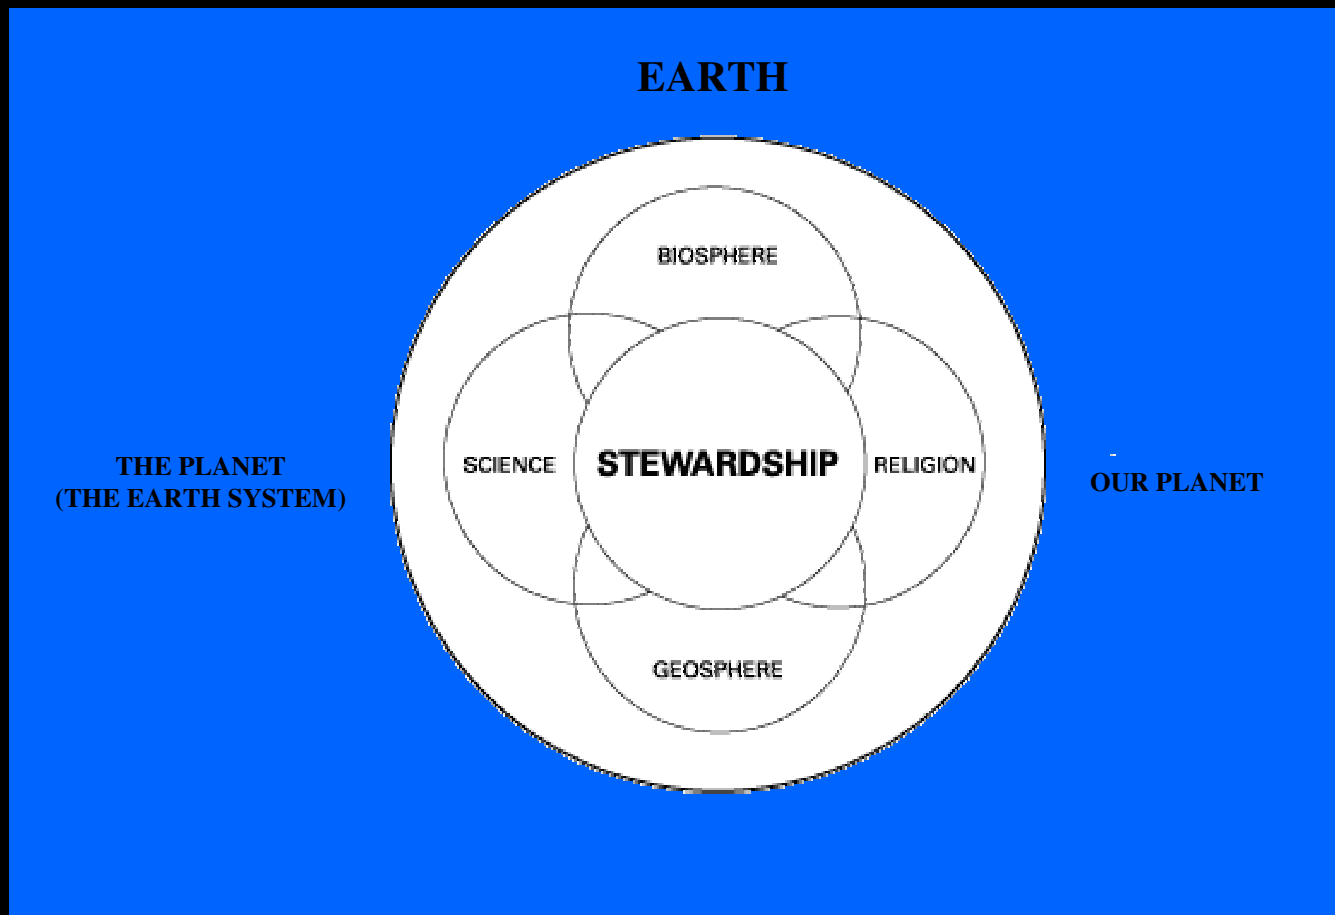 EARTH
BIOSPHERE
THE PLANET
(THE EARTH SYSTEM)
SCIENCE
STEWARDSHIP
RELIGION
OUR PLANET
GEOSPHERE